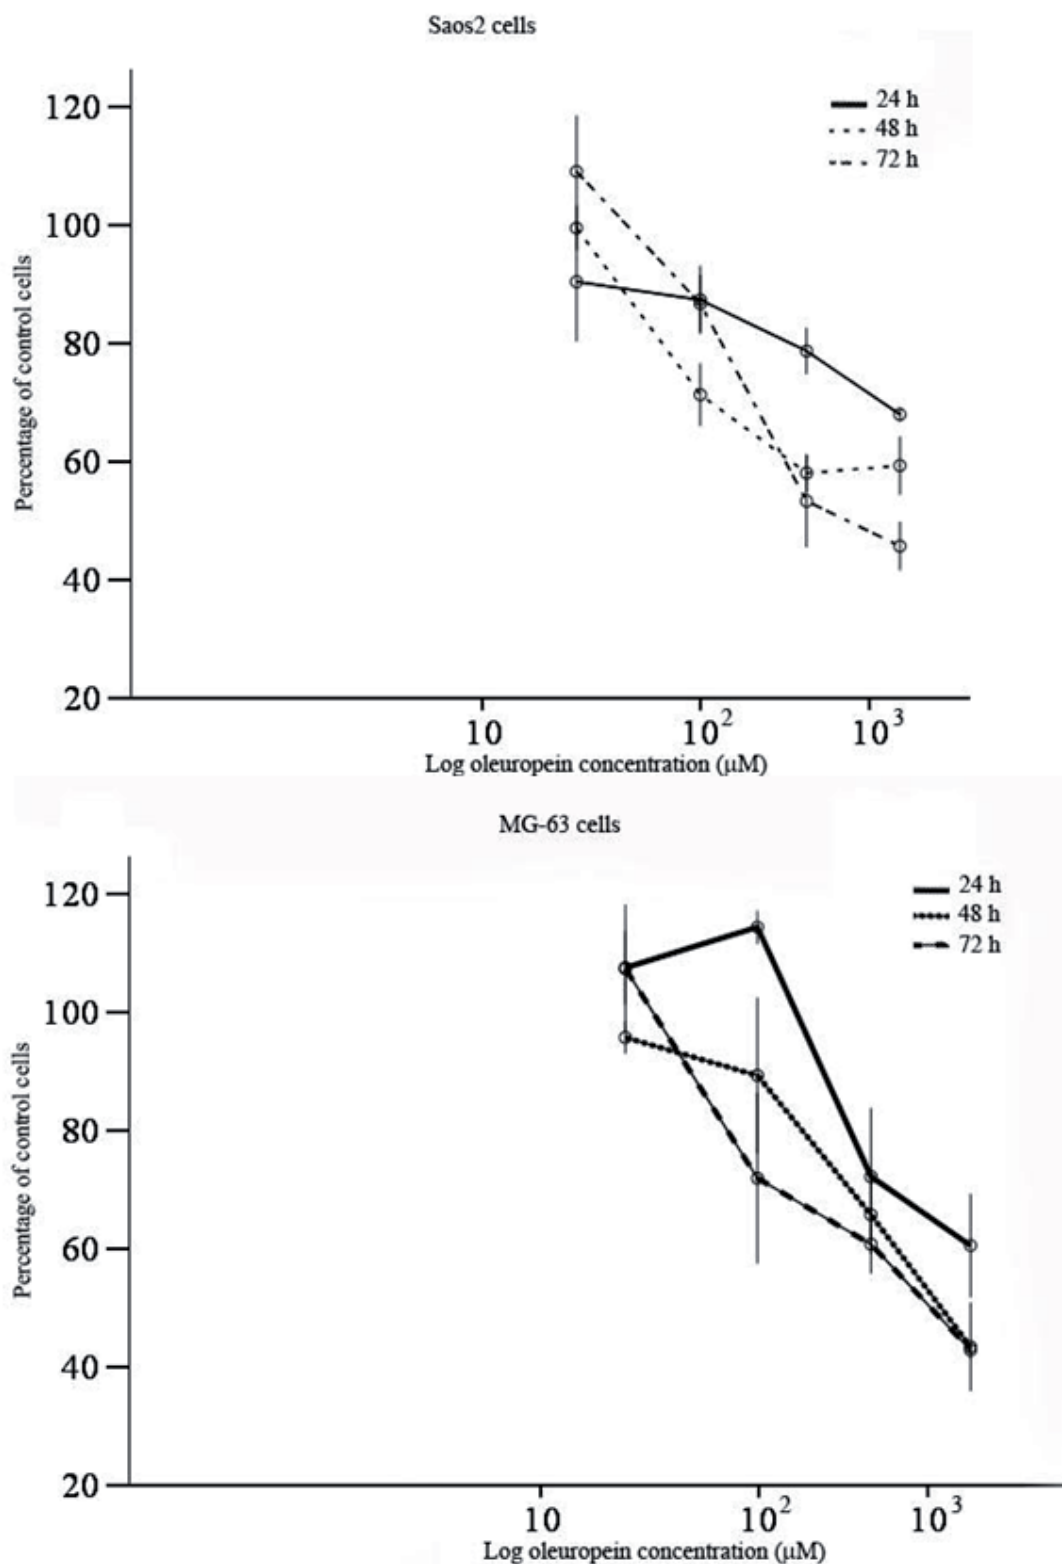 Saos2 cells
24 h
48 h
72 h
120
100
80
60
40
20
Percentage of control cells
10
10²
10³
Log oleuropein concentration (µM)
MG-63 cells
24 h
48 h
72 h
120
100
80
60
40
20
Percentage of control cells
10
10²
10³
Log oleuropein concentration (µM)